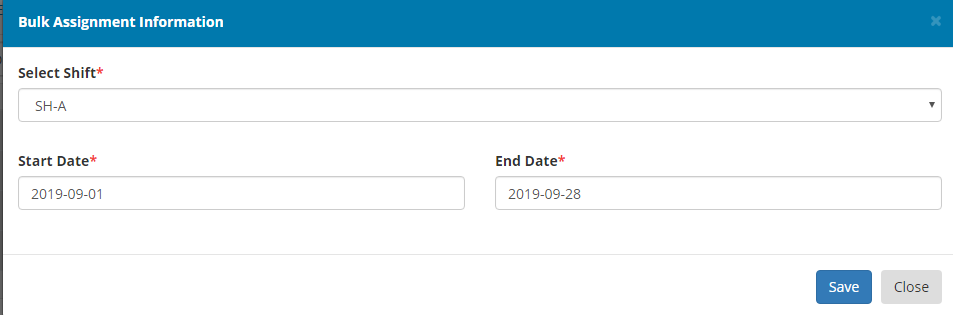 Bulk Assignment Information
×
Select Shift*
SH-A
Start Date*
End Date*
2019-09-01
2019-09-28
Save
Close